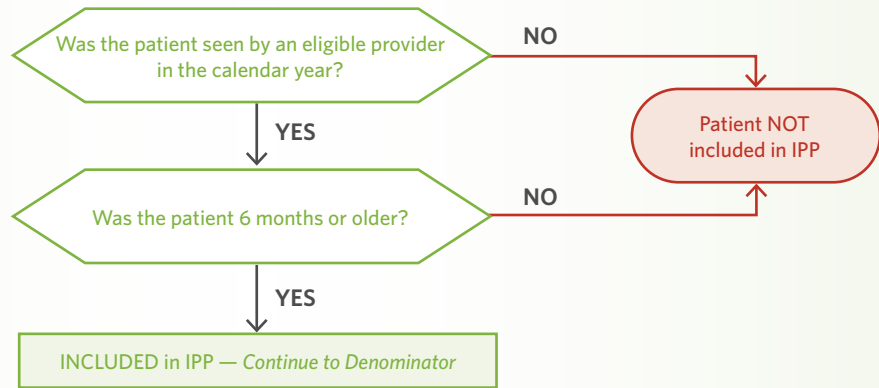 Was the patient seen by an eligible provider
in the calendar year?
NO
YES
Patient NOT
included in IPP
Was the patient 6 months or older?
NO
YES
INCLUDED in IPP — Continue to Denominator